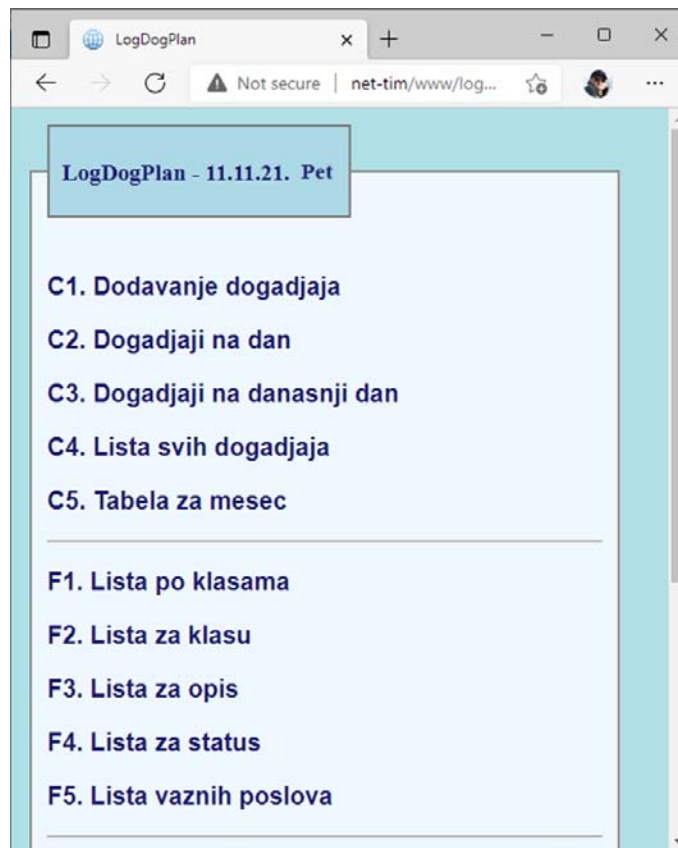 LogDogPlan
Not secure | net-tim/www/log...
LogDogPlan - 11.11.21. Pet
C1. Dodavanje dogadjaja
C2. Dogadjaji na dan
C3. Dogadjaji na danasnji dan
C4. Lista svih dogadjaja
C5. Tabela za mesec
F1. Lista po klasama
F2. Lista za klasu
F3. Lista za opis
F4. Lista za status
F5. Lista vaznih poslova